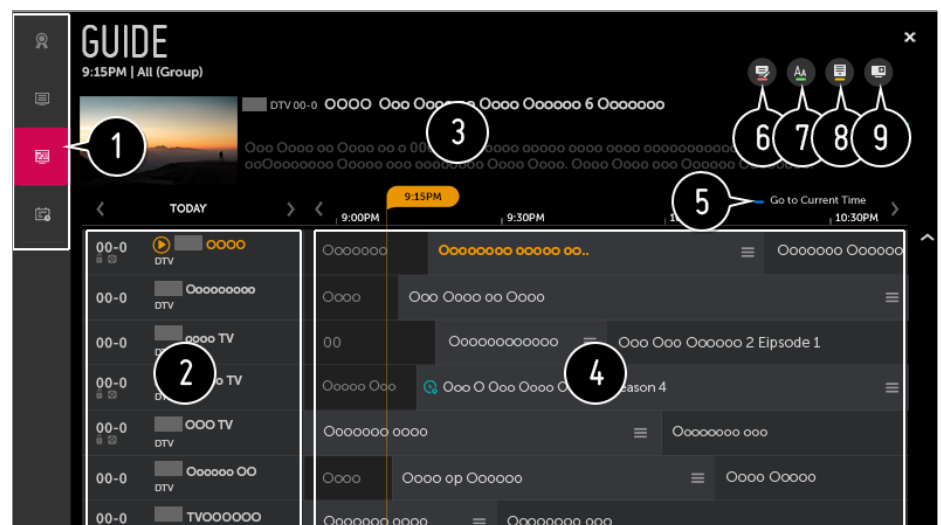 GUIDE
9:15PM | All (Group)
DTV 00-0 OOOO Ooo
Oooo Oooooo 6 Ooooooo
1
3
6 7 8 9
5
Go to Current Time
TODAY
9:15PM
9:00PM
9:30PM
10:30PM
00-0 OOOO
DTV
Ooooooo
Oooooooo ooooo oo..
Ooooooo Oooooo
00-0 Ooooooooo
DTV
Oooo
Ooo Oooo oo Oooo
00-0 oooo TV
00
Oooooooooooo
Ooo Ooo Oooooo 2 Eipsode 1
2
4
00-0
TV
Ooooo Ooo
Ooo O Ooo Oooo
4
00-0 OOO TV
DTV
Ooooooo oooo
Oooooooo ooo
00-0 Oooooo OO
DTV
Oooo
Oooo op Oooooo
Oooo Ooooo
00-0 TVOOOOOO
Ooooooo oooo
Oooooooo ooo